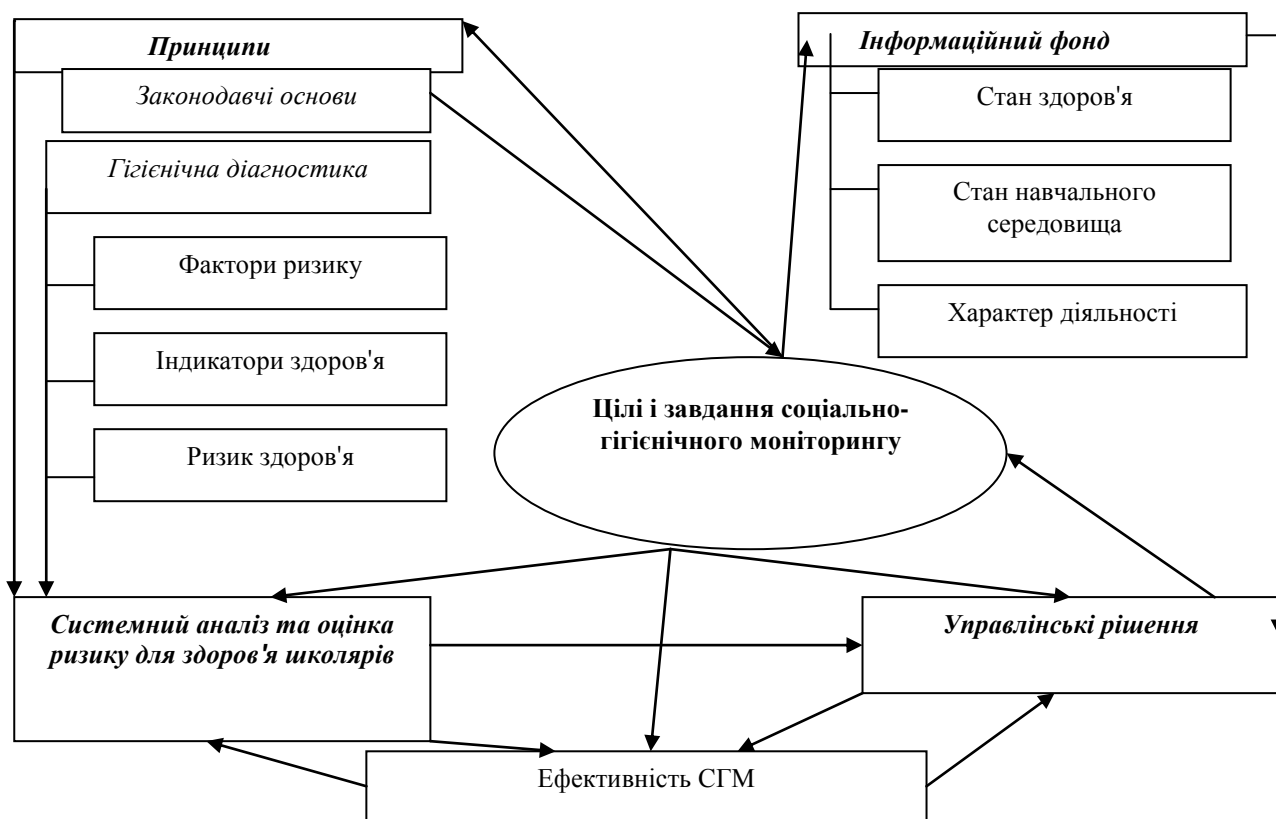 Принципи
Законодавчі основи
Гігієнічна діагностика
Фактори ризику
Індикатори здоров'я
Ризик здоров'я
Інформаційний фонд
Стан здоров'я
Стан навчального
середовища
Характер діяльності
Цілі і завдання соціально-
гігієнічного моніторингу
Системний аналіз та оцінка
ризику для здоров'я школярів
Управлінські рішення
Ефективність СГМ